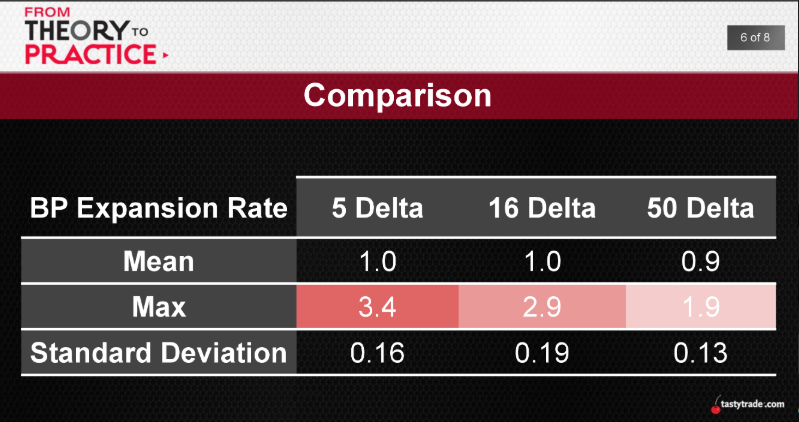 FROM
THEORY TO
PRACTICE
6 of 8
Comparison
BP Expansion Rate 5 Delta 16 Delta 50 Delta
Mean 1.0 1.0 0.9
Max 3.4 2.9 1.9
Standard Deviation 0.16 0.19 0.13
tastytrade.com